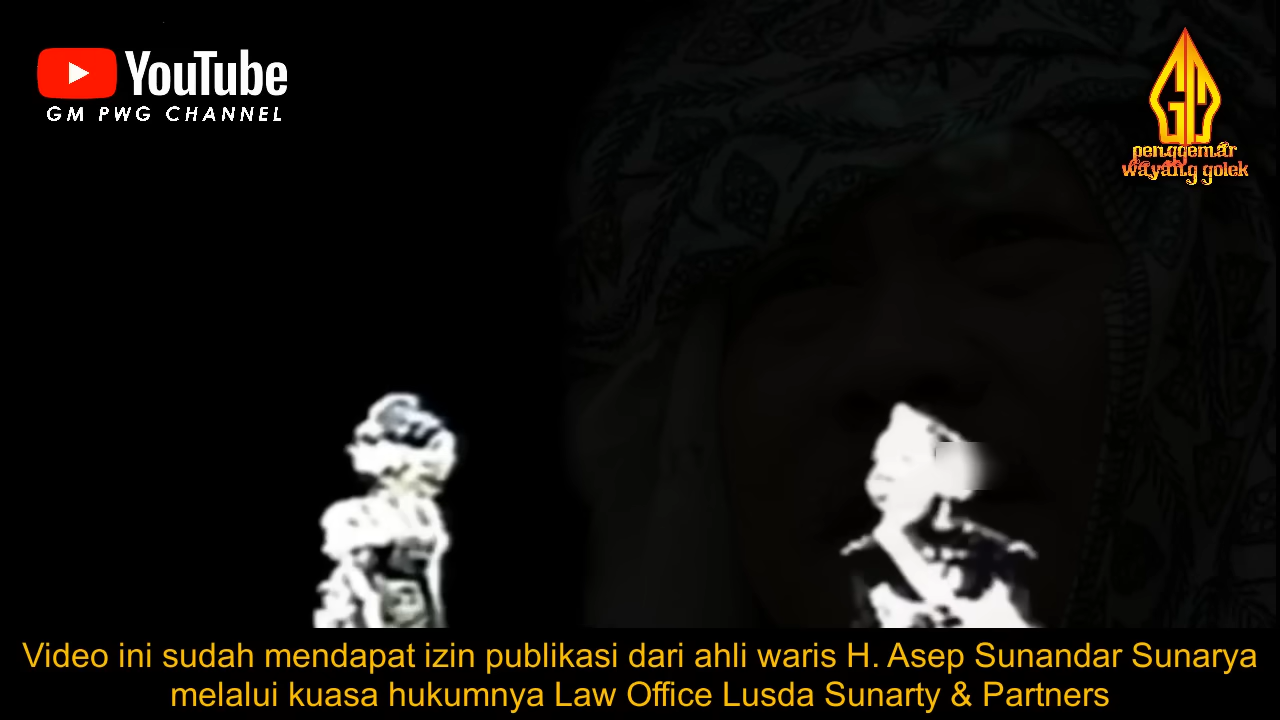 YouTube
GM PWG CHANNEL
GM
penggemar
wayang golek
Video ini sudah mendapat izin publikasi dari ahli waris H. Asep Sunandar Sunarya
melalui kuasa hukumnya Law Office Lusda Sunarty & Partners